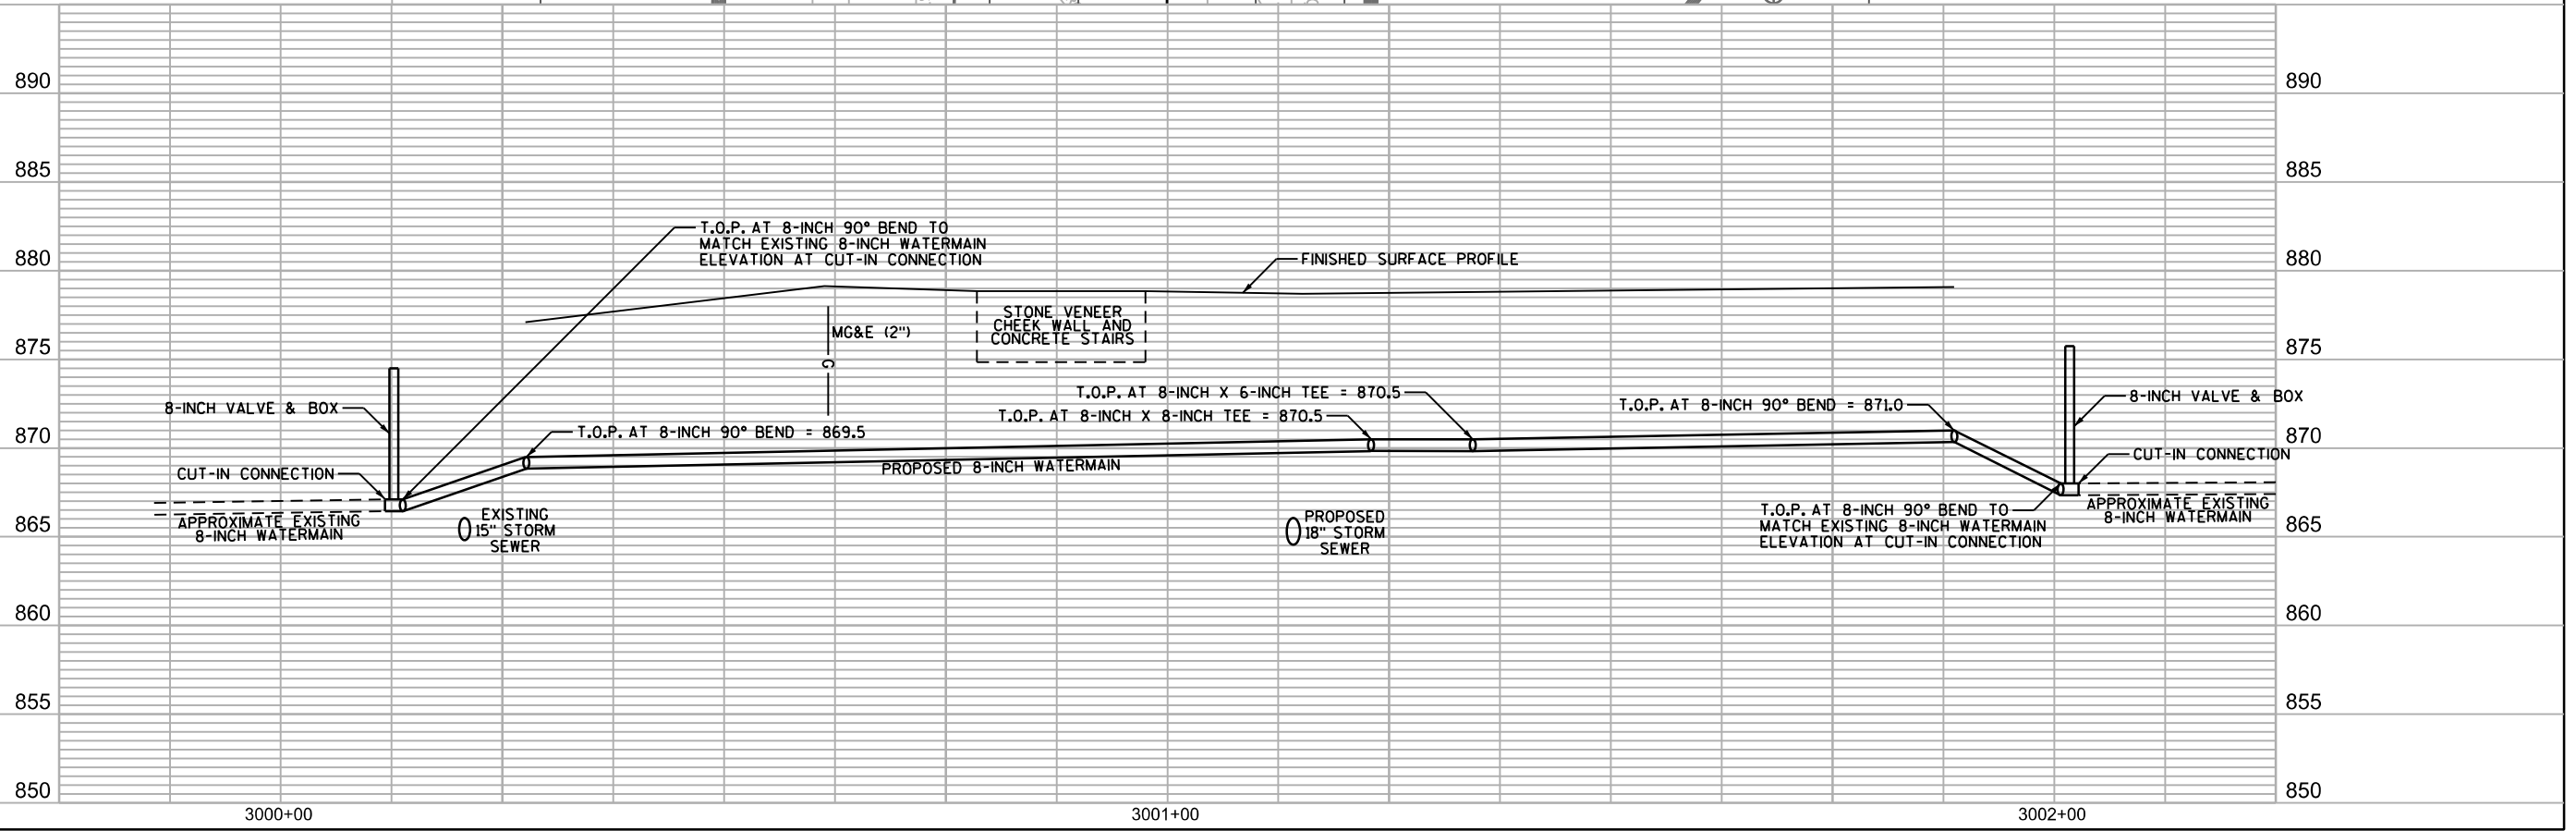 890
890
885
885
T.O.P. AT 8-INCH 90° BEND TO
MATCH EXISTING 8-INCH WATERMAIN
ELEVATION AT CUT-IN CONNECTION
880
880
FINISHED SURFACE PROFILE
STONE VENEER
CHEEK WALL AND
CONCRETE STAIRS
MG&E (2")
G
875
875
T.O.P. AT 8-INCH X 6-INCH TEE = 870.5
T.O.P. AT 8-INCH X 8-INCH TEE = 870.5
T.O.P. AT 8-INCH 90° BEND = 871.0
8-INCH VALVE & BOX
8-INCH VALVE & BOX
T.O.P. AT 8-INCH 90° BEND = 869.5
870
870
CUT-IN CONNECTION
CUT-IN CONNECTION
PROPOSED 8-INCH WATERMAIN
APPROXIMATE EXISTING
8-INCH WATERMAIN
EXISTING
15" STORM
SEWER
PROPOSED
18" STORM
SEWER
T.O.P. AT 8-INCH 90° BEND TO
MATCH EXISTING 8-INCH WATERMAIN
ELEVATION AT CUT-IN CONNECTION
APPROXIMATE EXISTING
8-INCH WATERMAIN
865
865
860
860
855
855
850
850
3000+00
3001+00
3002+00